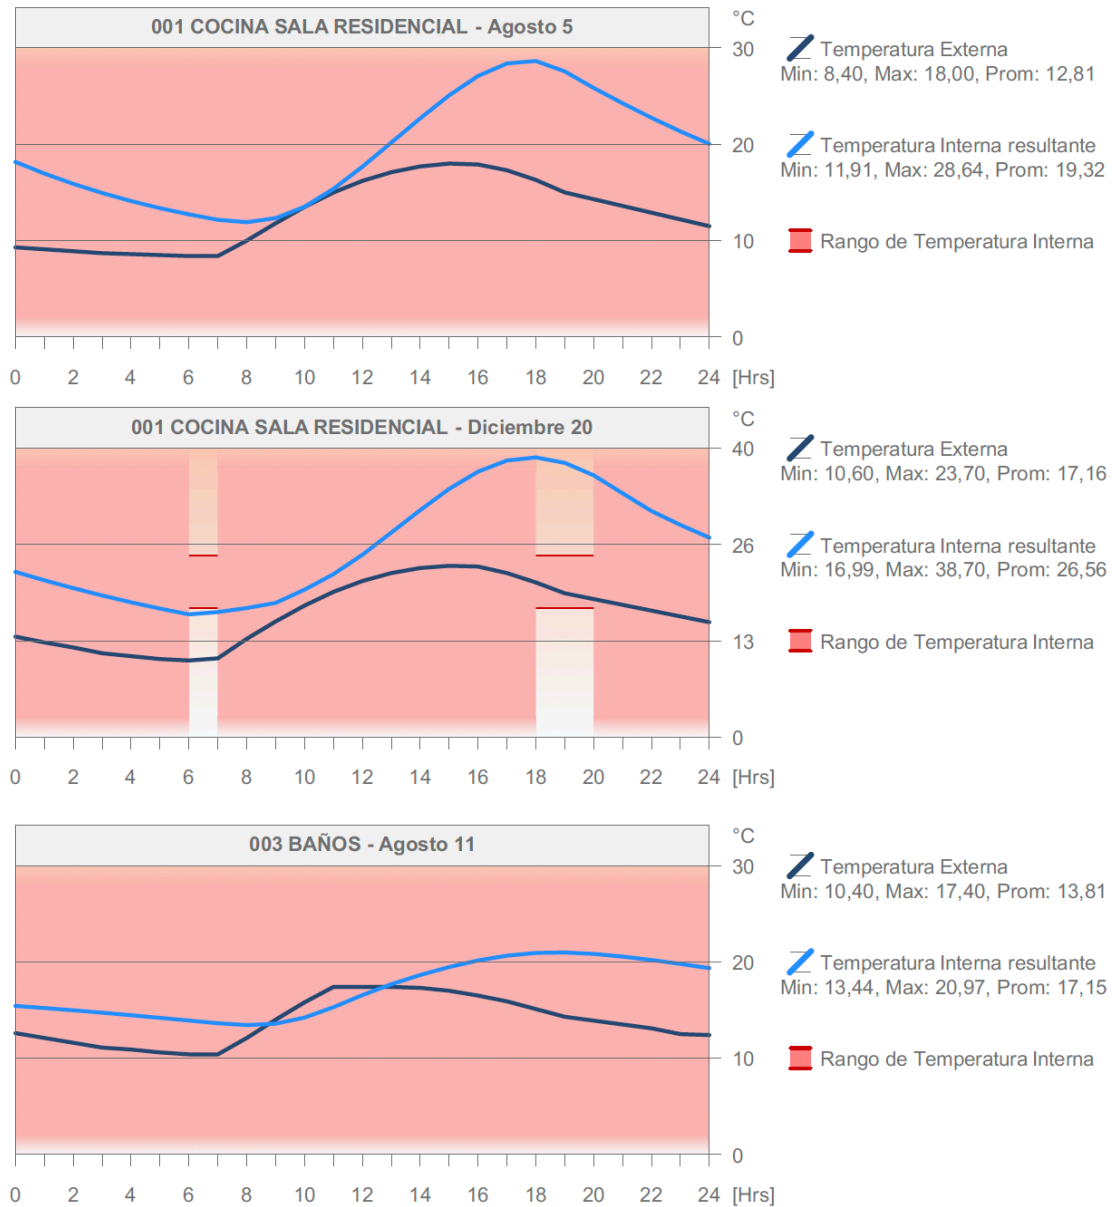 001 COCINA SALA RESIDENCIAL - Agosto 5
°C
30
20
10
0
0 2 4 6 8 10 12 14 16 18 20 22 24 [Hrs]
Temperatura Externa
Min: 8,40, Max: 18,00, Prom: 12,81
Temperatura Interna resultante
Min: 11,91, Max: 28,64, Prom: 19,32
Rango de Temperatura Interna
001 COCINA SALA RESIDENCIAL - Diciembre 20
°C
40
26
13
0
0 2 4 6 8 10 12 14 16 18 20 22 24 [Hrs]
Temperatura Externa
Min: 10,60, Max: 23,70, Prom: 17,16
Temperatura Interna resultante
Min: 16,99, Max: 38,70, Prom: 26,56
Rango de Temperatura Interna
003 BAÑOS - Agosto 11
°C
30
20
10
0
0 2 4 6 8 10 12 14 16 18 20 22 24 [Hrs]
Temperatura Externa
Min: 10,40, Max: 17,40, Prom: 13,81
Temperatura Interna resultante
Min: 13,44, Max: 20,97, Prom: 17,15
Rango de Temperatura Interna